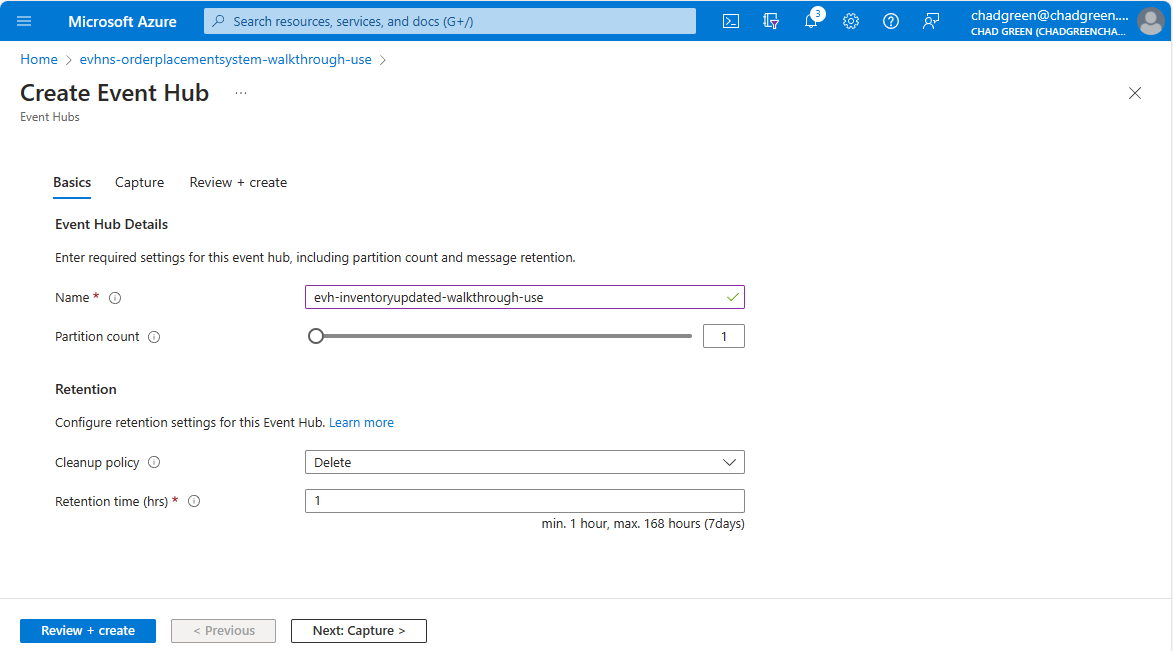 Microsoft Azure
Search resources, services, and docs (G+/)
3
chadgreen@chadgreen....
CHAD GREEN (CHADGREENCHA...
Home > evhns-orderplacementsystem-walkthrough-use >
Create Event Hub ...
Event Hubs
Basics Capture Review + create
Event Hub Details
Enter required settings for this event hub, including partition count and message retention.
Name * evh-inventoryupdated-walkthrough-use
Partition count 1
Retention
Configure retention settings for this Event Hub. Learn more
Cleanup policy Delete
Retention time (hrs) * 1
min. 1 hour, max. 168 hours (7days)
Review + create < Previous Next: Capture >